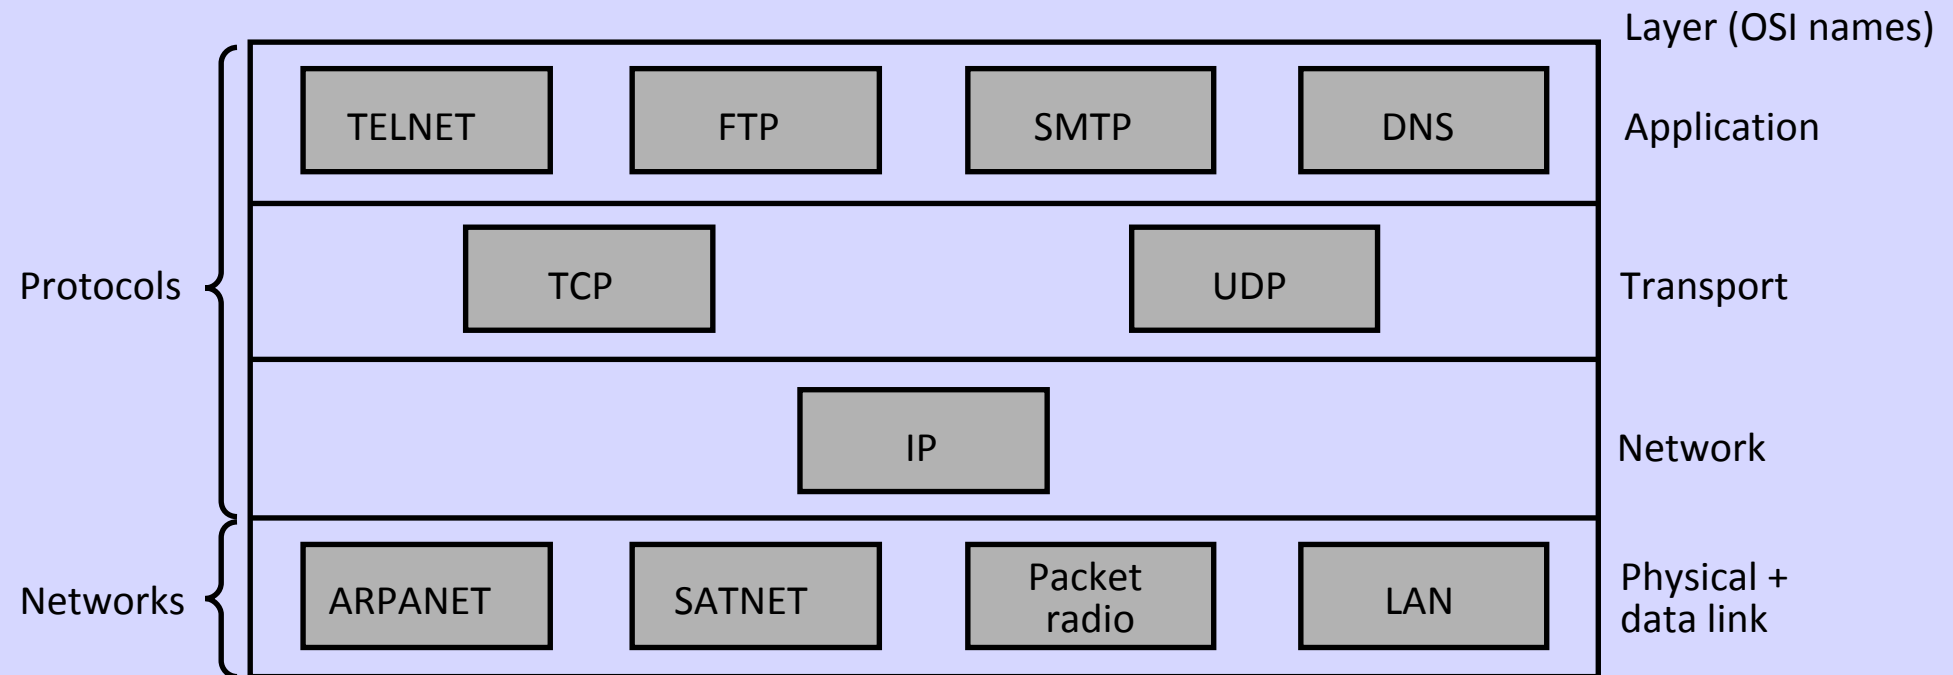 Layer (OSI names)
TELNET FTP SMTP DNS Application
Protocols TCP UDP Transport
IP Network
Networks ARPANET SATNET Packet radio LAN Physical +
data link